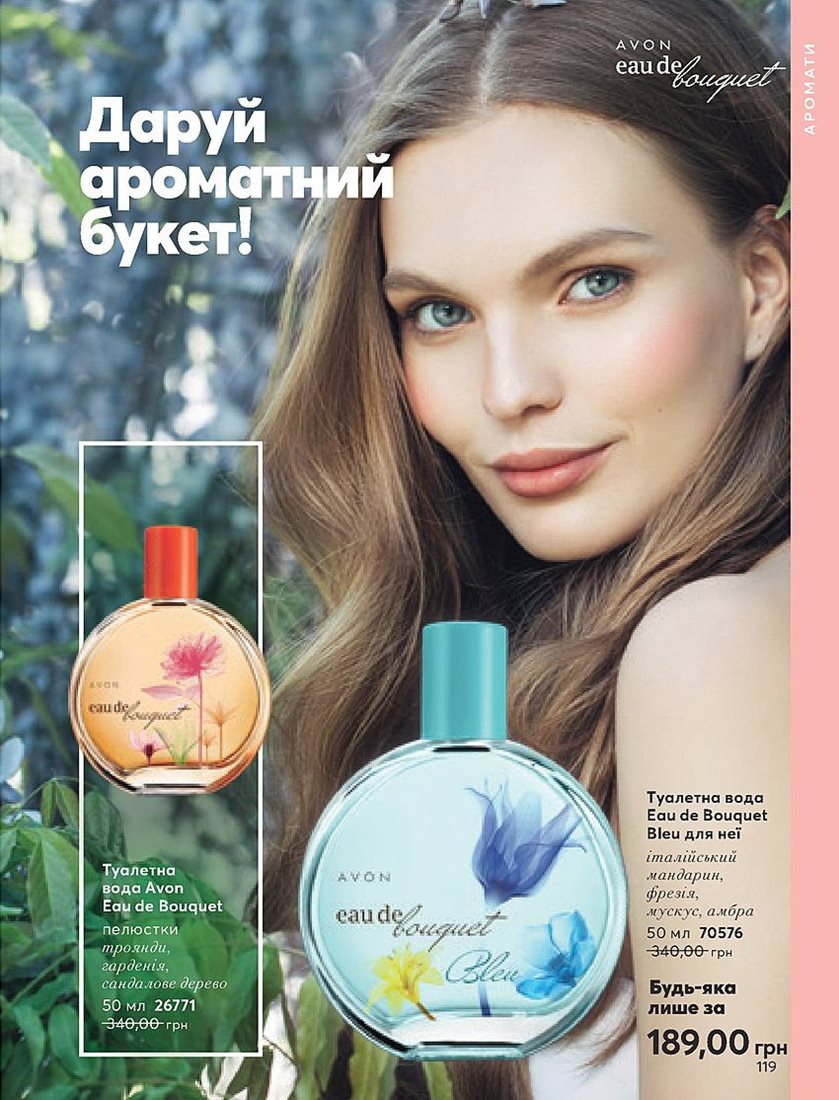 AVON
eau de bouquet
АРОМАТИ
Даруй
ароматний
букет!
AVON
eau de bouquet
Туалетна
вода Avon
Eau de Bouquet
пелюстки
троянди,
гарденія,
сандалове дерево
50 мл 26771
340,00 грн
AVON
eau de bouquet
Bleu
Туалетна вода
Eau de Bouquet
Bleu для неї
італійський
мандарин,
фрезія,
мускус, амбра
50 мл 70576
340,00 грн
Будь-яка
лише за
189,00 грн
119